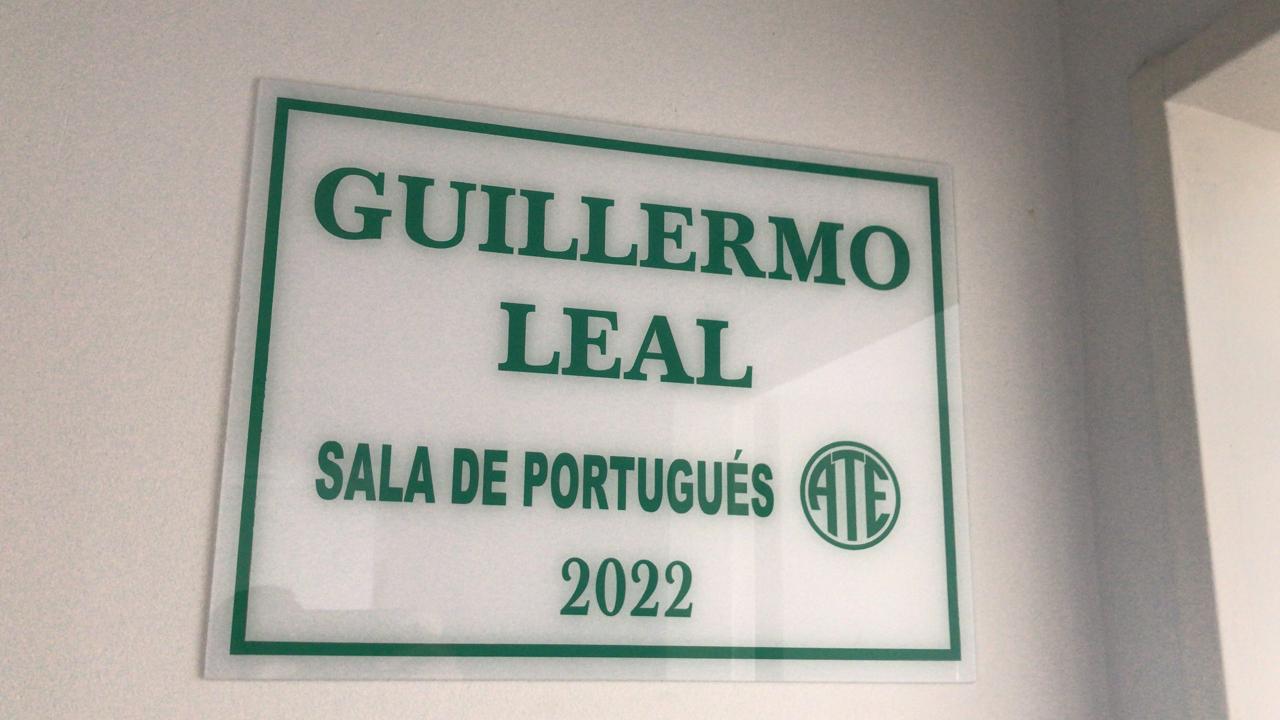 GUILLERMO
LEAL
SALA DE PORTUGUÉS
ATE
2022